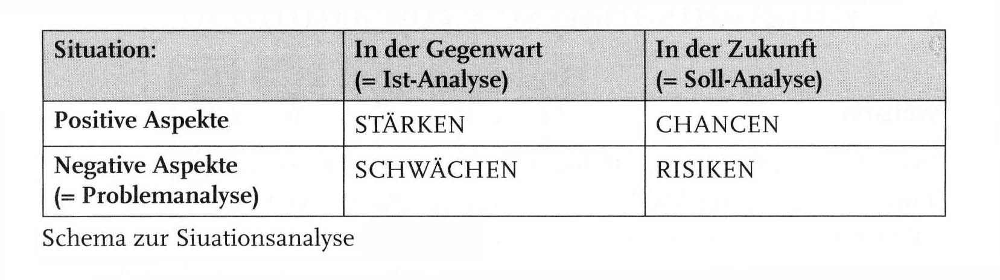 Situation:
In der Gegenwart
(= Ist-Analyse)
In der Zukunft
(= Soll-Analyse)
Positive Aspekte
STÄRKEN
CHANCEN
Negative Aspekte
(= Problemanalyse)
SCHWÄCHEN
RISIKEN
Schema zur Siuationsanalyse